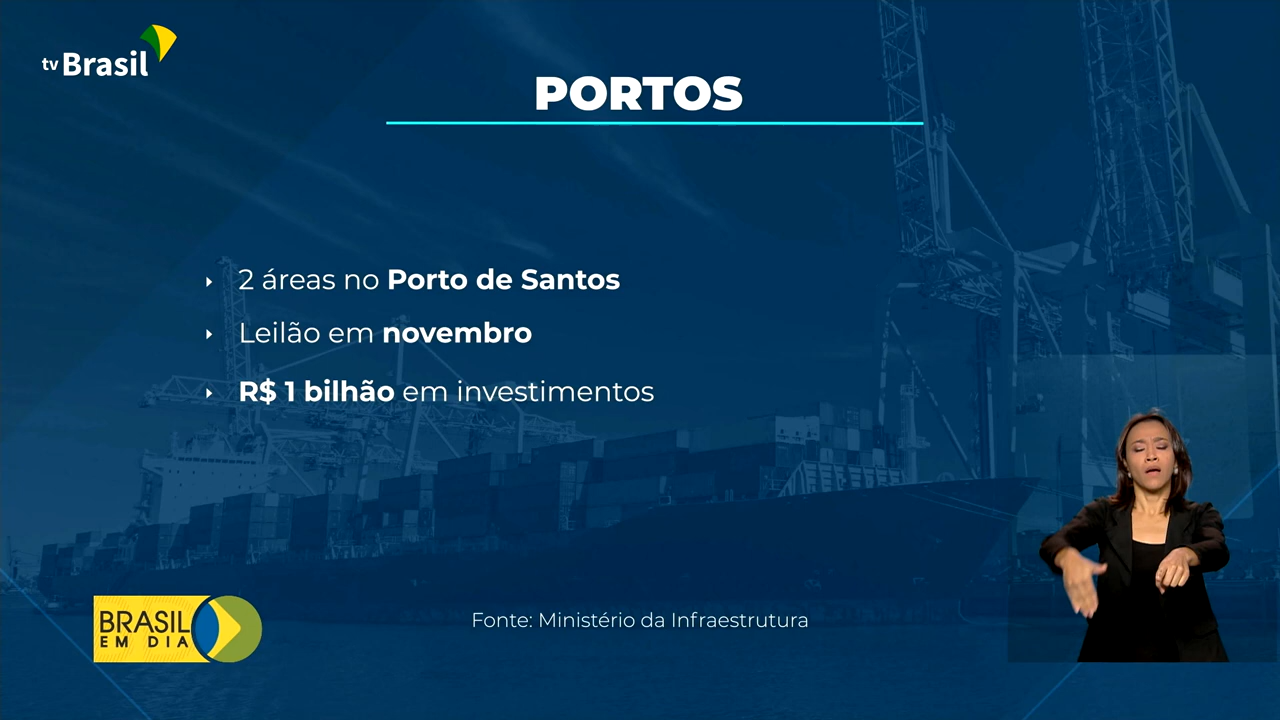 tv Brasil
PORTOS
2 áreas no Porto de Santos
Leilão em novembro
R$ 1 bilhão em investimentos
BRASIL
EM DIA
Fonte: Ministério da Infraestrutura